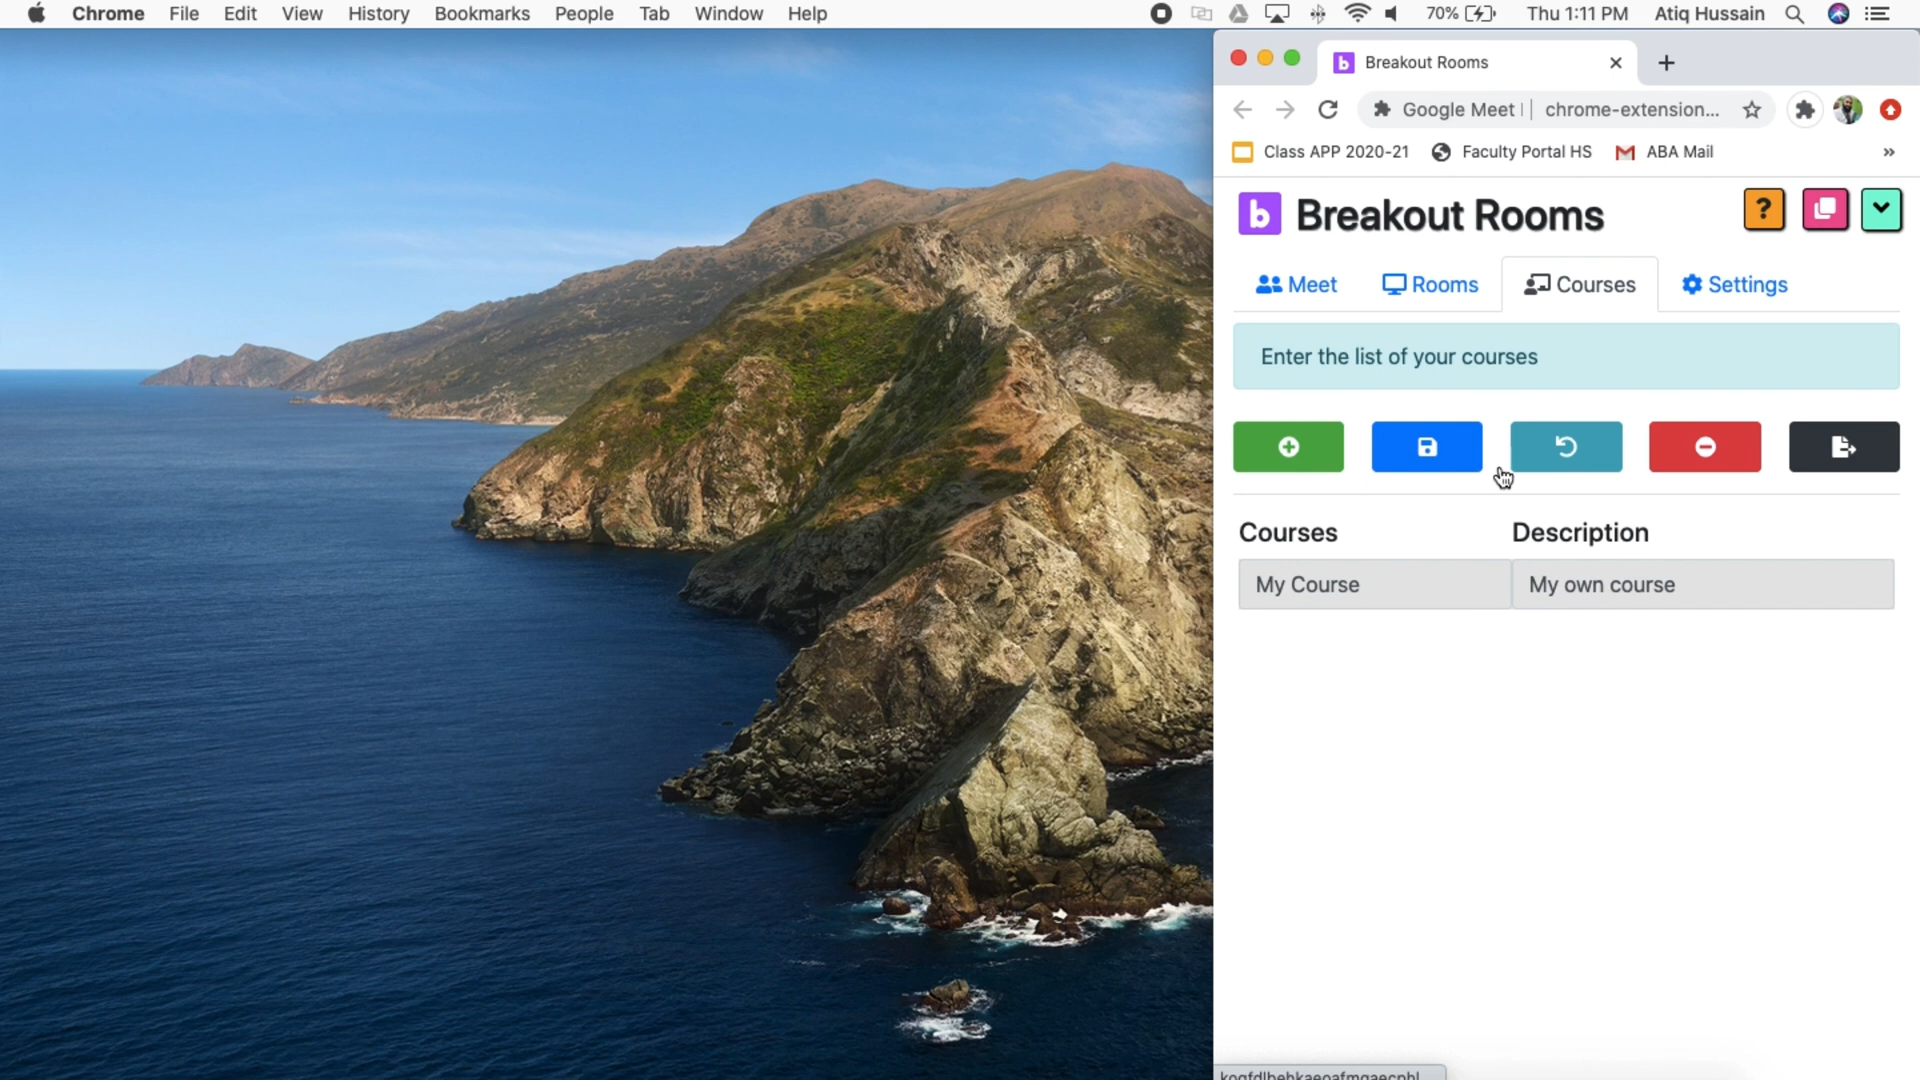 Chrome File Edit View History Bookmarks People Tab Window Help 70% Thu 1:11 PM Atiq Hussain
b Breakout Rooms
Google Meet | chrome-extension...
Class APP 2020-21 Faculty Portal HS ABA Mail »
b Breakout Rooms ?
Meet Rooms Courses Settings
Enter the list of your courses
Courses Description
My Course My own course